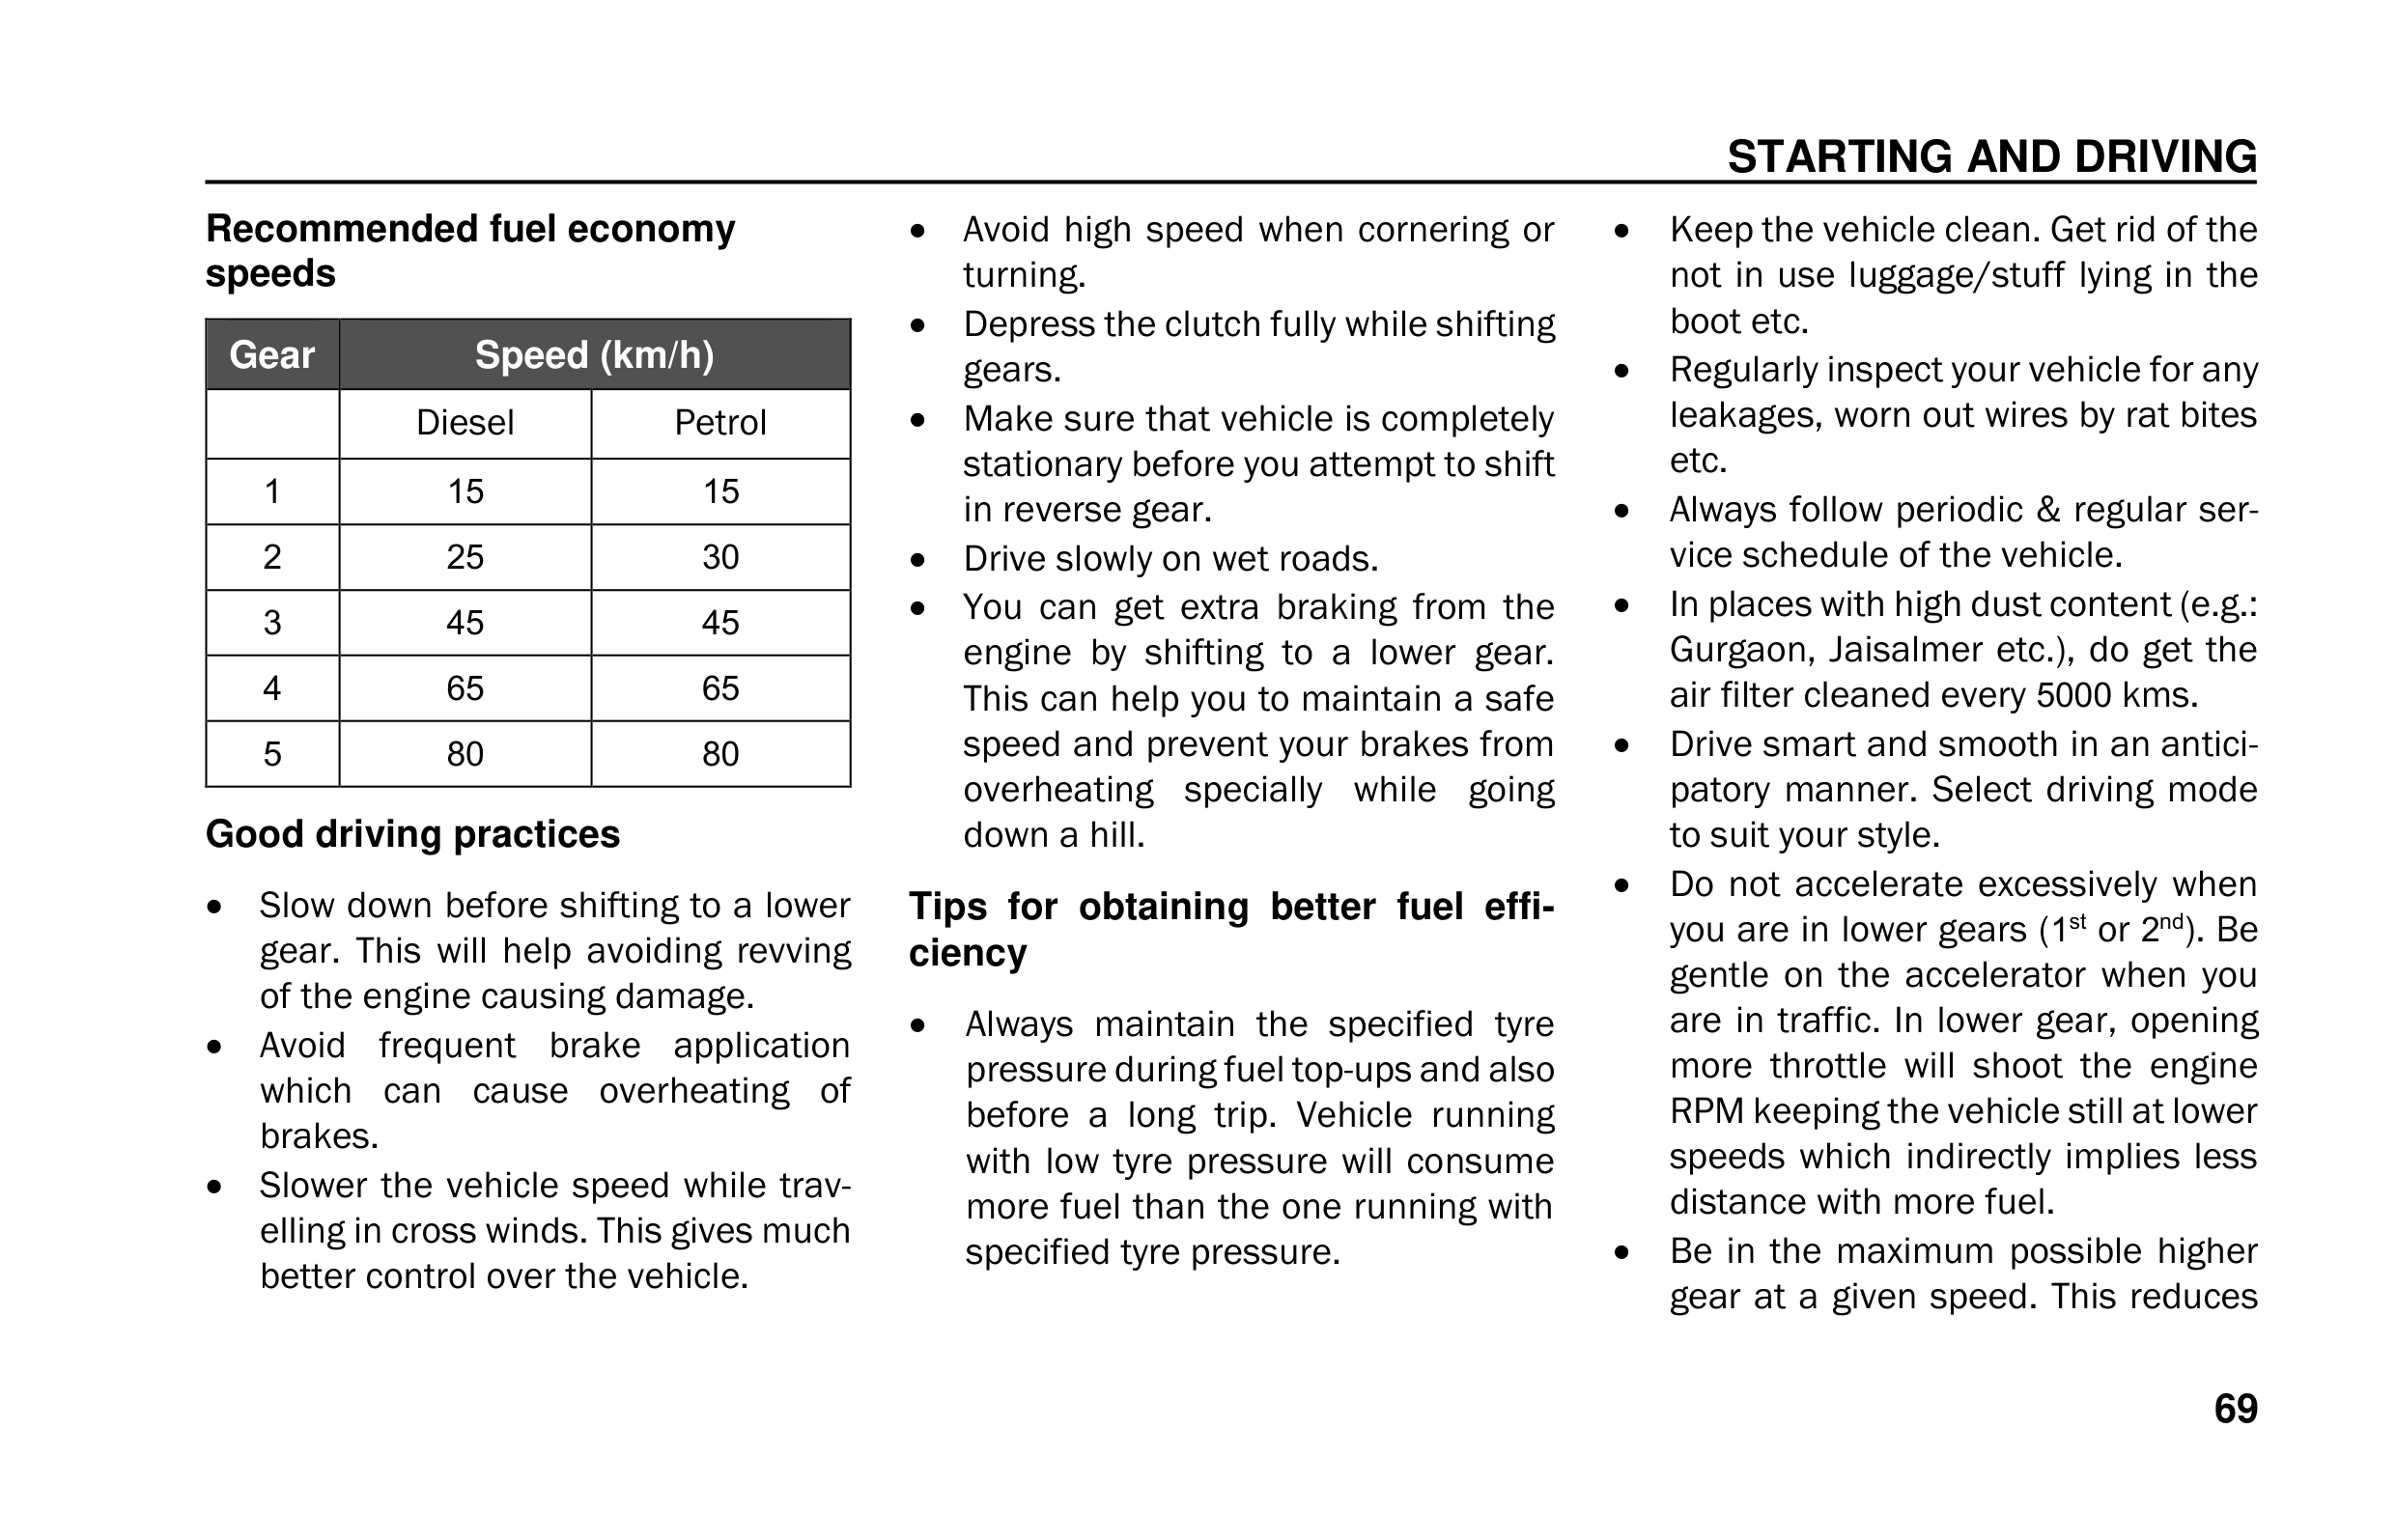 STARTING AND DRIVING
Recommended fuel economy
speeds
Gear Speed (km/h)
Diesel Petrol
1 15 15
2 25 30
3 45 45
4 65 65
5 80 80
Good driving practices
• Slow down before shifting to a lower
gear. This will help avoiding revving
of the engine causing damage.
• Avoid frequent brake application
which can cause overheating of
brakes.
• Slower the vehicle speed while trav-
elling in cross winds. This gives much
better control over the vehicle.
• Avoid high speed when cornering or
turning.
• Depress the clutch fully while shifting
gears.
• Make sure that vehicle is completely
stationary before you attempt to shift
in reverse gear.
• Drive slowly on wet roads.
• You can get extra braking from the
engine by shifting to a lower gear.
This can help you to maintain a safe
speed and prevent your brakes from
overheating specially while going
down a hill.
Tips for obtaining better fuel effi-
ciency
• Always maintain the specified tyre
pressure during fuel top-ups and also
before a long trip. Vehicle running
with low tyre pressure will consume
more fuel than the one running with
specified tyre pressure.
• Keep the vehicle clean. Get rid of the
not in use luggage/stuff lying in the
boot etc.
• Regularly inspect your vehicle for any
leakages, worn out wires by rat bites
etc.
• Always follow periodic & regular ser-
vice schedule of the vehicle.
• In places with high dust content (e.g.:
Gurgaon, Jaisalmer etc.), do get the
air filter cleaned every 5000 kms.
• Drive smart and smooth in an antici-
patory manner. Select driving mode
to suit your style.
• Do not accelerate excessively when
you are in lower gears (1st or 2nd). Be
gentle on the accelerator when you
are in traffic. In lower gear, opening
more throttle will shoot the engine
RPM keeping the vehicle still at lower
speeds which indirectly implies less
distance with more fuel.
• Be in the maximum possible higher
gear at a given speed. This reduces
69